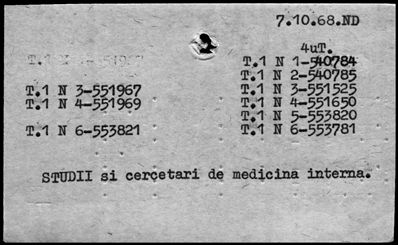 7.10.68.ND
4uT.
T.1 N 1-540784
T.1 N 2-540785
T.1 N 3-551967 T.1 N 3-551525
T.1 N 4-551969 T.1 N 4-551650
T.1 N 5-553820
T.1 N 6-553821 T.1 N 6-553781
STUDII si cercetari de medicina interna.